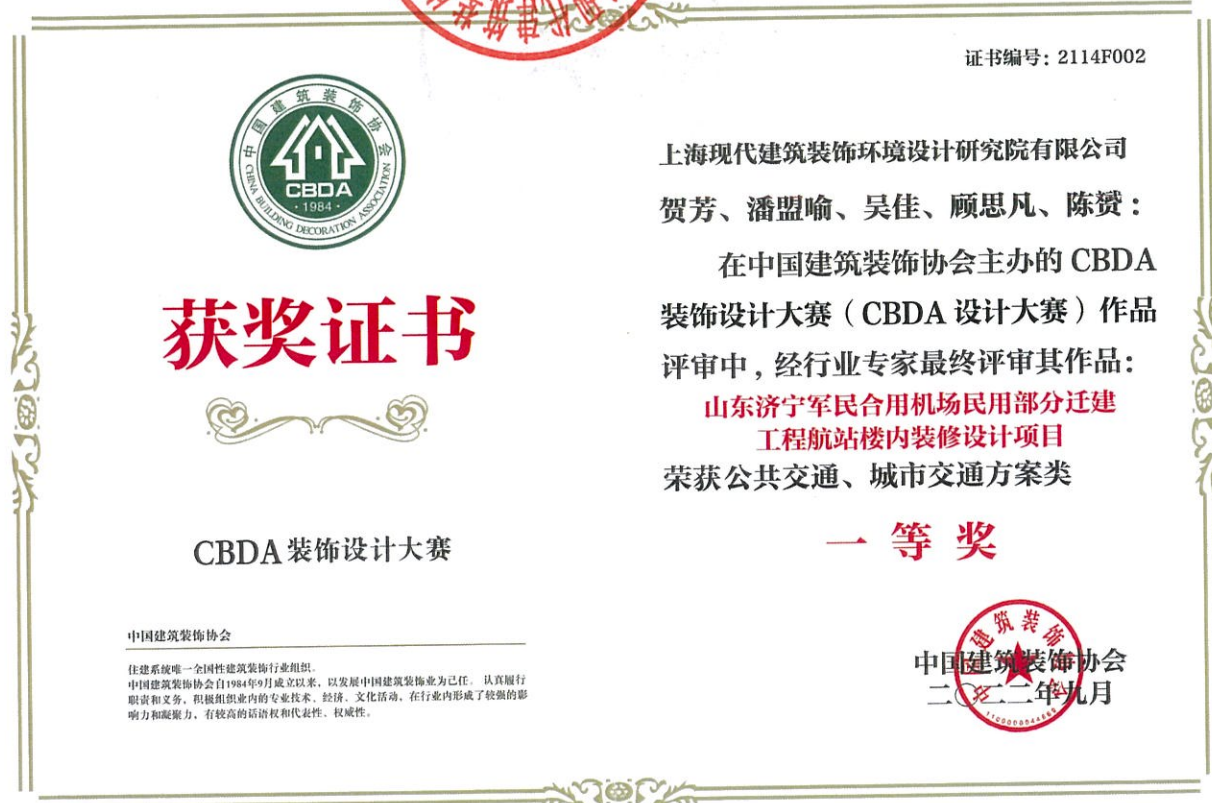 证书编号：2114F002
中国建筑装饰协会
CBDA
·1984·
CHINA BUILDING DECORATION ASSOCIATION
获奖证书
CBDA装饰设计大赛
中国建筑装饰协会
住建系统唯一全国性建筑装饰行业组织。
中国建筑装饰协会自1984年9月成立以来，以发展中国建筑装饰业为己任。认真履行
职责和义务，积极组织业内的专业技术、经济、文化活动，在行业内形成了较强的影
响力和凝聚力，有较高的话语权和代表性、权威性。
上海现代建筑装饰环境设计研究院有限公司
贺芳、潘盟喻、吴佳、顾思凡、陈赟：
在中国建筑装饰协会主办的 CBDA
装饰设计大赛（CBDA 设计大赛）作品
评审中，经行业专家最终评审其作品：
山东济宁军民合用机场民用部分迁建
工程航站楼内装修设计项目
荣获公共交通、城市交通方案类
一等奖
中国建筑装饰协会
中国建筑装饰协会
二〇二二年九月